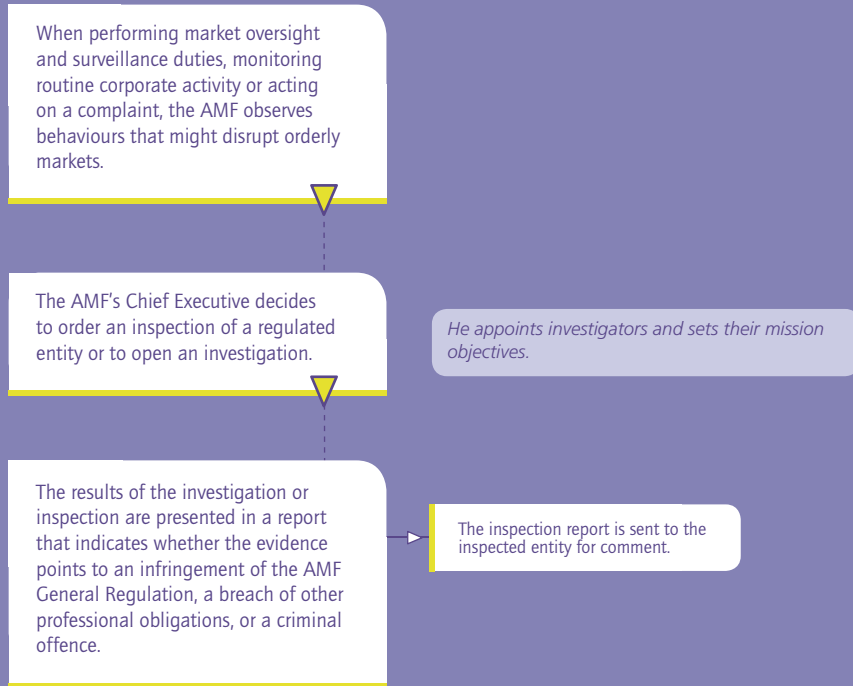 When performing market oversight
and surveillance duties, monitoring
routine corporate activity or acting
on a complaint, the AMF observes
behaviours that might disrupt orderly
markets.
The AMF's Chief Executive decides
to order an inspection of a regulated
entity or to open an investigation.
He appoints investigators and sets their mission
objectives.
The results of the investigation or
inspection are presented in a report
that indicates whether the evidence
points to an infringement of the AMF
General Regulation, a breach of other
professional obligations, or a criminal
offence.
The inspection report is sent to the
inspected entity for comment.